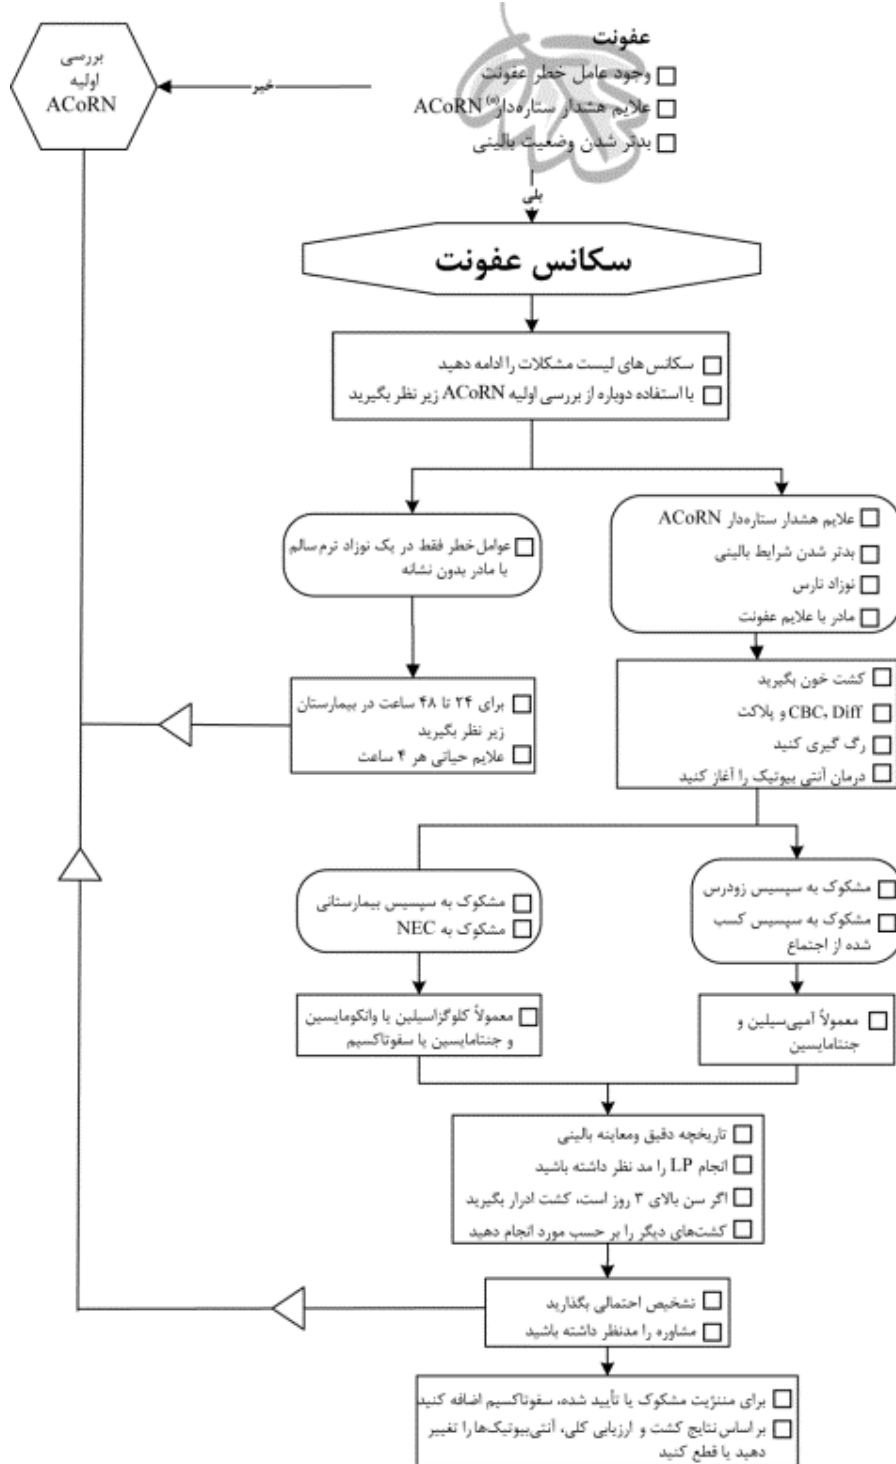 عفونت
وجود عامل خطر عفونت
علایم هشدار ستاره‌دار(*) ACoRN
بدتر شدن وضعیت بالینی
خیر
بررسی
اولیه
ACoRN
بلی
سکانس عفونت
سکانس های لیست مشکلات را ادامه دهید
با استفاده دوباره از بررسی اولیه ACoRN زیر نظر بگیرید
علایم هشدار ستاره‌دار ACoRN
بدتر شدن شرایط بالینی
نوزاد نارس
مادر با علایم عفونت
عوامل خطر فقط در یک نوزاد ترم سالم
با مادر بدون نشانه
کشت خون بگیرید
CBC, Diff و پلاکت
رگ گیری کنید
درمان آنتی بیوتیک را آغاز کنید
برای ۲۴ تا ۴۸ ساعت در بیمارستان
زیر نظر بگیرید
علایم حیاتی هر ۴ ساعت
مشکوک به سپسیس زودرس
مشکوک به سپسیس کسب
شده از اجتماع
مشکوک به سپسیس بیمارستانی
مشکوک به NEC
معمولاً آمپی‌سیلین و
جنتامایسین
معمولاً کلوگزاسیلین یا وانکومایسین
و جنتامایسین یا سفوتاکسیم
تاریخچه دقیق ومعاینه بالینی
انجام LP را مد نظر داشته باشید
اگر سن بالای ۳ روز است، کشت ادرار بگیرید
کشت‌های دیگر را بر حسب مورد انجام دهید
تشخیص احتمالی بگذارید
مشاوره را مدنظر داشته باشید
برای مننژیت مشکوک یا تأیید شده، سفوتاکسیم اضافه کنید
بر اساس نتایج کشت و ارزیابی کلی، آنتی‌بیوتیک‌ها را تغییر
دهید یا قطع کنید